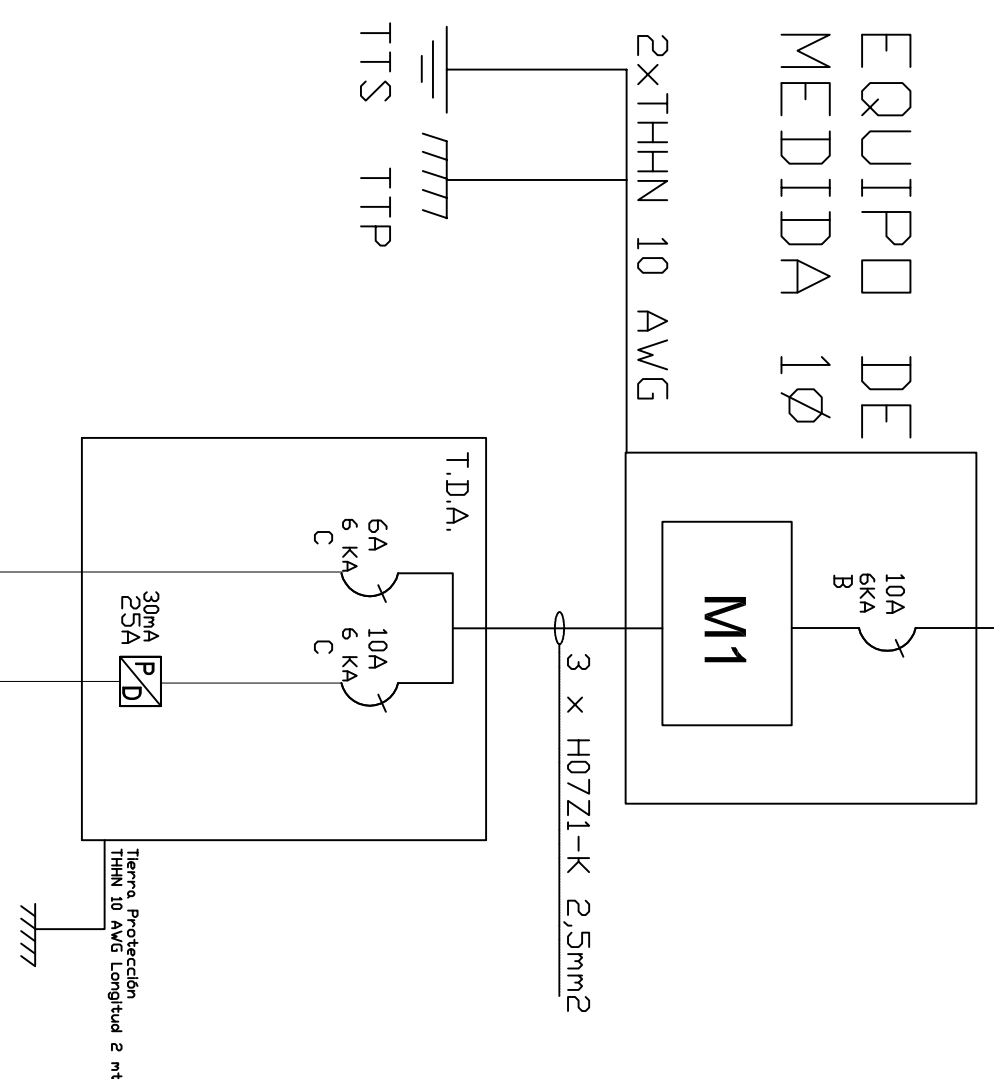 EQUIPO DE
MEDIDA 1Ø
10A
6KA
B
M1
2xTHHN 10 AWG
TTS TTP
3 x H07Z1-K 2,5mm2
T.D.A.
6A
6 KA
C
10A
6 KA
C
30mA
25A
P
D
Tierra Protección
THHN 10 AWG Longitud 2 mt